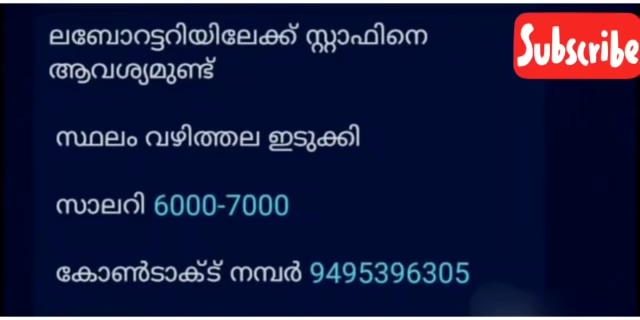 ലബോറട്ടറിയിലേക്ക് സ്റ്റാഫിനെ
ആവശ്യമുണ്ട്
Subscribe
സ്ഥലം വഴിത്തല ഇടുക്കി
സാലറി 6000-7000
കോൺടാക്ട് നമ്പർ 9495396305